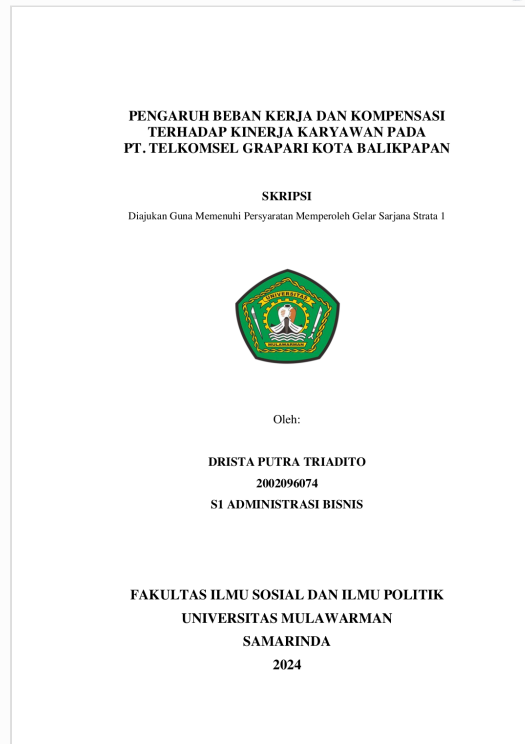 PENGARUH BEBAN KERJA DAN KOMPENSASI
TERHADAP KINERJA KARYAWAN PADA
PT. TELKOMSEL GRAPARI KOTA BALIKPAPAN
SKRIPSI
Diajukan Guna Memenuhi Persyaratan Memperoleh Gelar Sarjana Strata 1
UNIVERSITAS
MULAWARMAN
Oleh:
DRISTA PUTRA TRIADITO
2002096074
S1 ADMINISTRASI BISNIS
FAKULTAS ILMU SOSIAL DAN ILMU POLITIK
UNIVERSITAS MULAWARMAN
SAMARINDA
2024